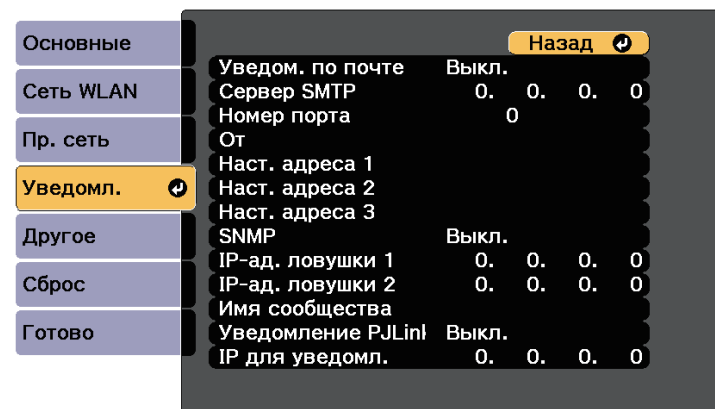 Основные
Сеть WLAN
Пр. сеть
Уведомл.
Другое
Сброс
Готово
Назад
Уведом. по почте Выкл.
Сервер SMTP 0. 0. 0. 0
Номер порта 0
От
Наст. адреса 1
Наст. адреса 2
Наст. адреса 3
SNMP Выкл.
IP-ад. ловушки 1 0. 0. 0. 0
IP-ад. ловушки 2 0. 0. 0. 0
Имя сообщества
Уведомление PJLink Выкл.
IP для уведомл. 0. 0. 0. 0